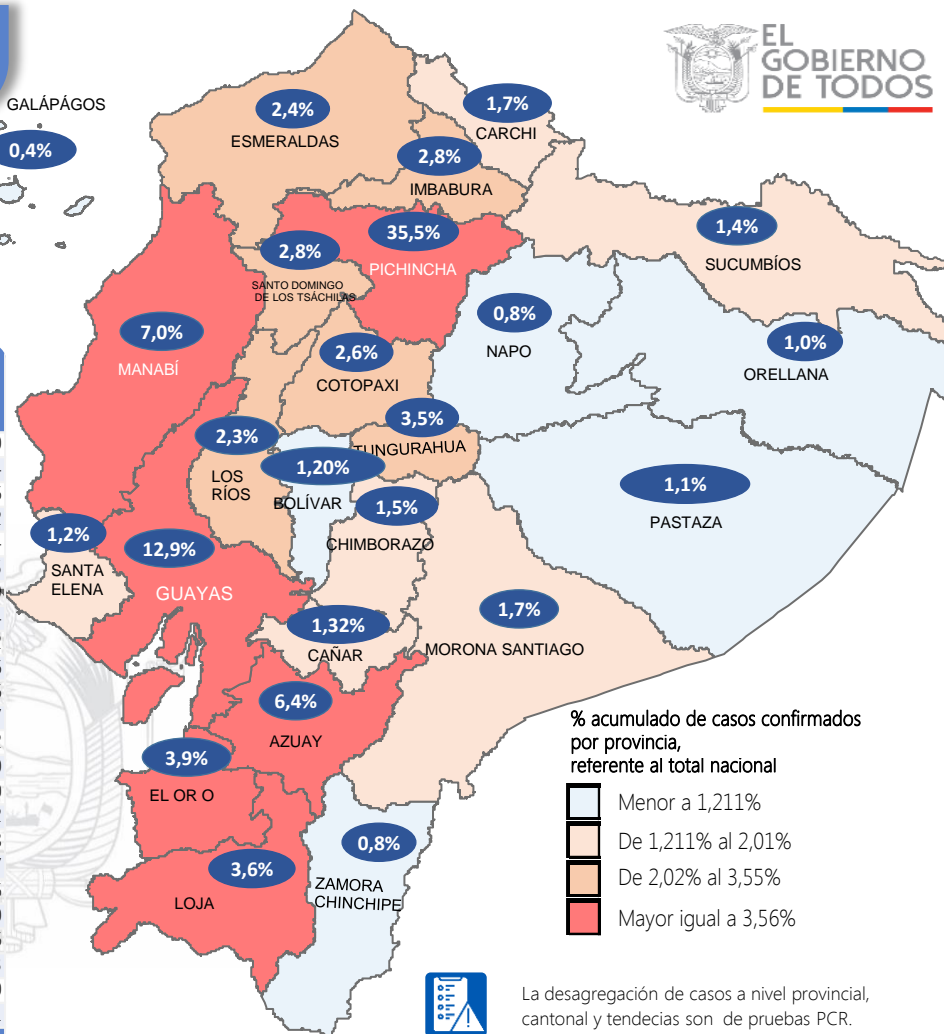 EL
GOBIERNO
DE TODOS
GALÁPÁGOS
0,4%
2,4%
ESMERALDAS
1,7%
CARCHI
2,8%
IMBABURA
35,5%
PICHINCHA
1,4%
SUCUMBÍOS
2,8%
SANTO DOMINGO
DE LOS TSÁCHILAS
7,0%
MANABÍ
0,8%
NAPO
1,0%
ORELLANA
2,6%
COTOPAXI
3,5%
TUNGURAHUA
2,3%
LOS
RÍOS
1,20%
BOLÍVAR
1,1%
PASTAZA
1,5%
CHIMBORAZO
1,2%
SANTA
ELENA
12,9%
GUAYAS
1,32%
CAÑAR
1,7%
MORONA SANTIAGO
6,4%
AZUAY
3,9%
EL OR O
3,6%
LOJA
0,8%
ZAMORA
CHINCHIPE
% acumulado de casos confirmados
por provincia,
referente al total nacional
Menor a 1,211%
De 1,211% al 2,01%
De 2,02% al 3,55%
Mayor igual a 3,56%
La desagregación de casos a nivel provincial,
cantonal y tendecias son de pruebas PCR.